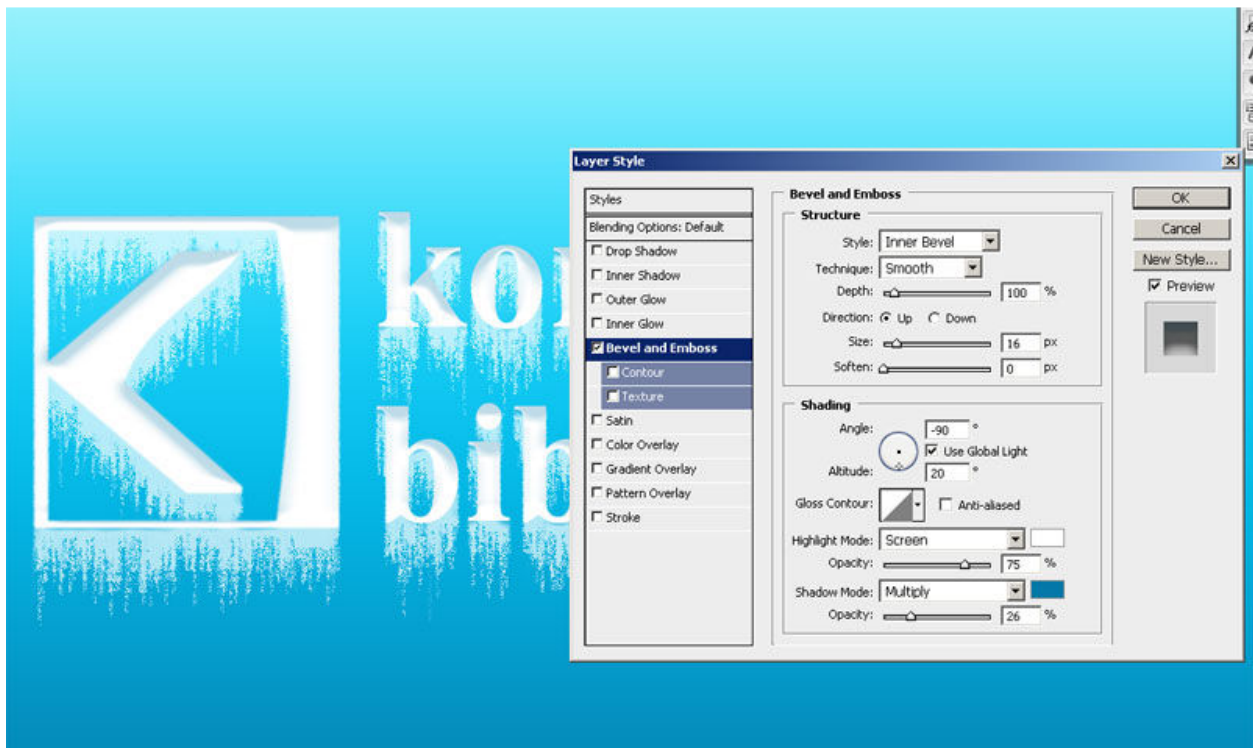 kon
bib
Layer Style
Styles
Blending Options: Default
Drop Shadow
Inner Shadow
Outer Glow
Inner Glow
Bevel and Emboss
Contour
Texture
Satin
Color Overlay
Gradient Overlay
Pattern Overlay
Stroke
Bevel and Emboss
Structure
Style: Inner Bevel
Technique: Smooth
Depth: 100 %
Direction: Up Down
Size: 16 px
Soften: 0 px
Shading
Angle: -90 °
Use Global Light
Altitude: 20 °
Gloss Contour: Anti-aliased
Highlight Mode: Screen
Opacity: 75 %
Shadow Mode: Multiply
Opacity: 26 %
OK
Cancel
New Style...
Preview